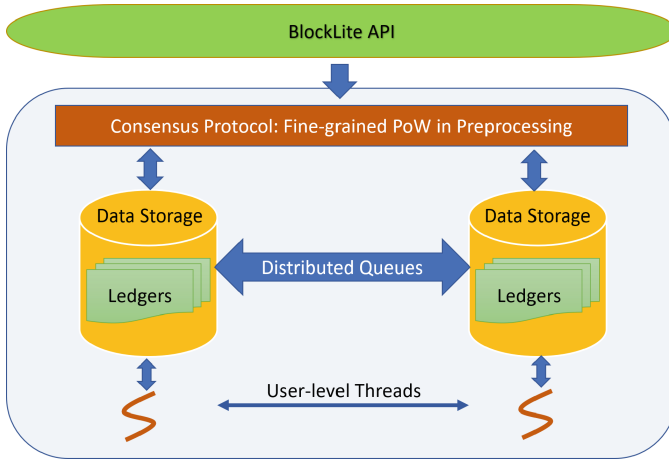 BlockLite API
Consensus Protocol: Fine-grained PoW in Preprocessing
Data Storage
Data Storage
Distributed Queues
Ledgers
Ledgers
User-level Threads